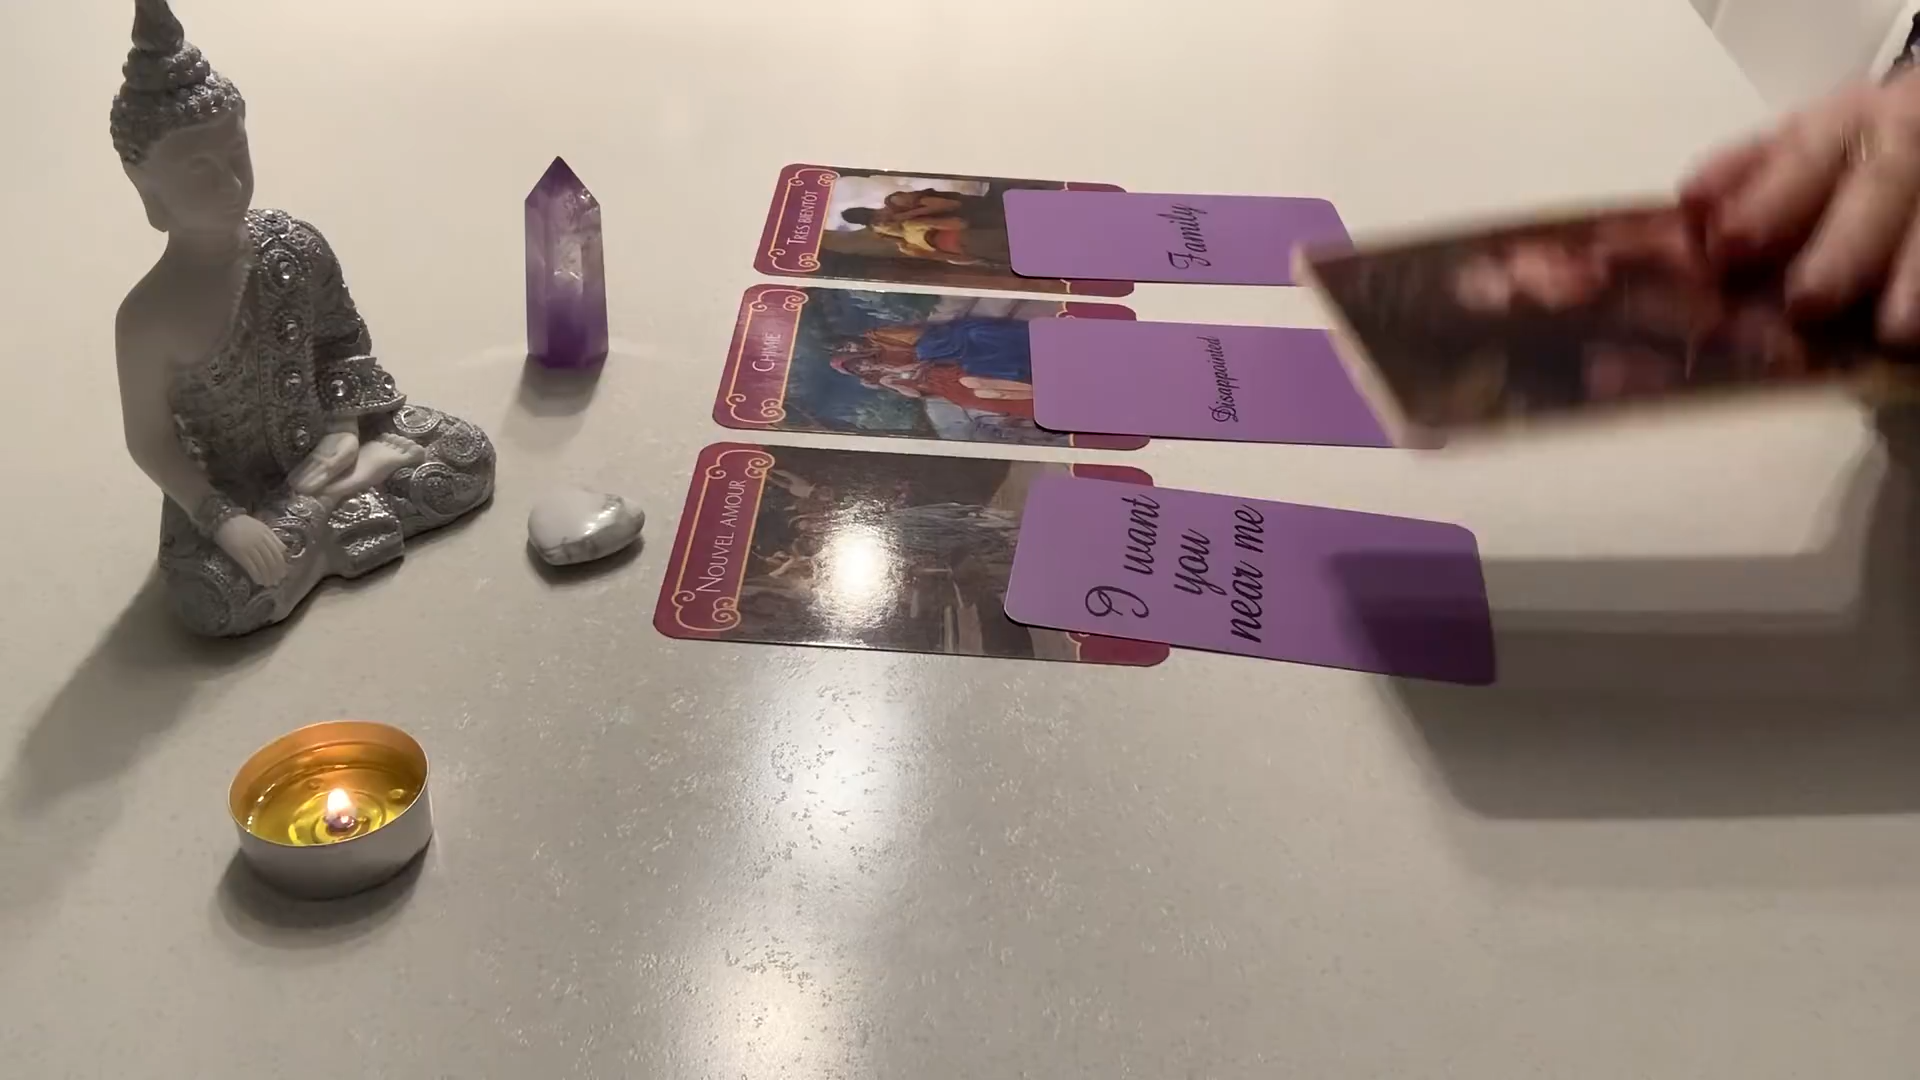 TRÈS BIENTÔT
Family
CHIMIE
Disappointed
NOUVEL AMOUR
I want
you
near me